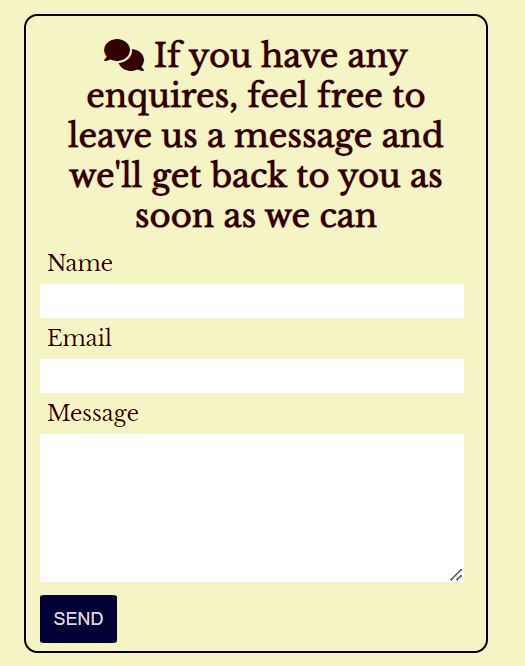 If you have any
enquires, feel free to
leave us a message and
we'll get back to you as
soon as we can
Name
Email
Message
SEND